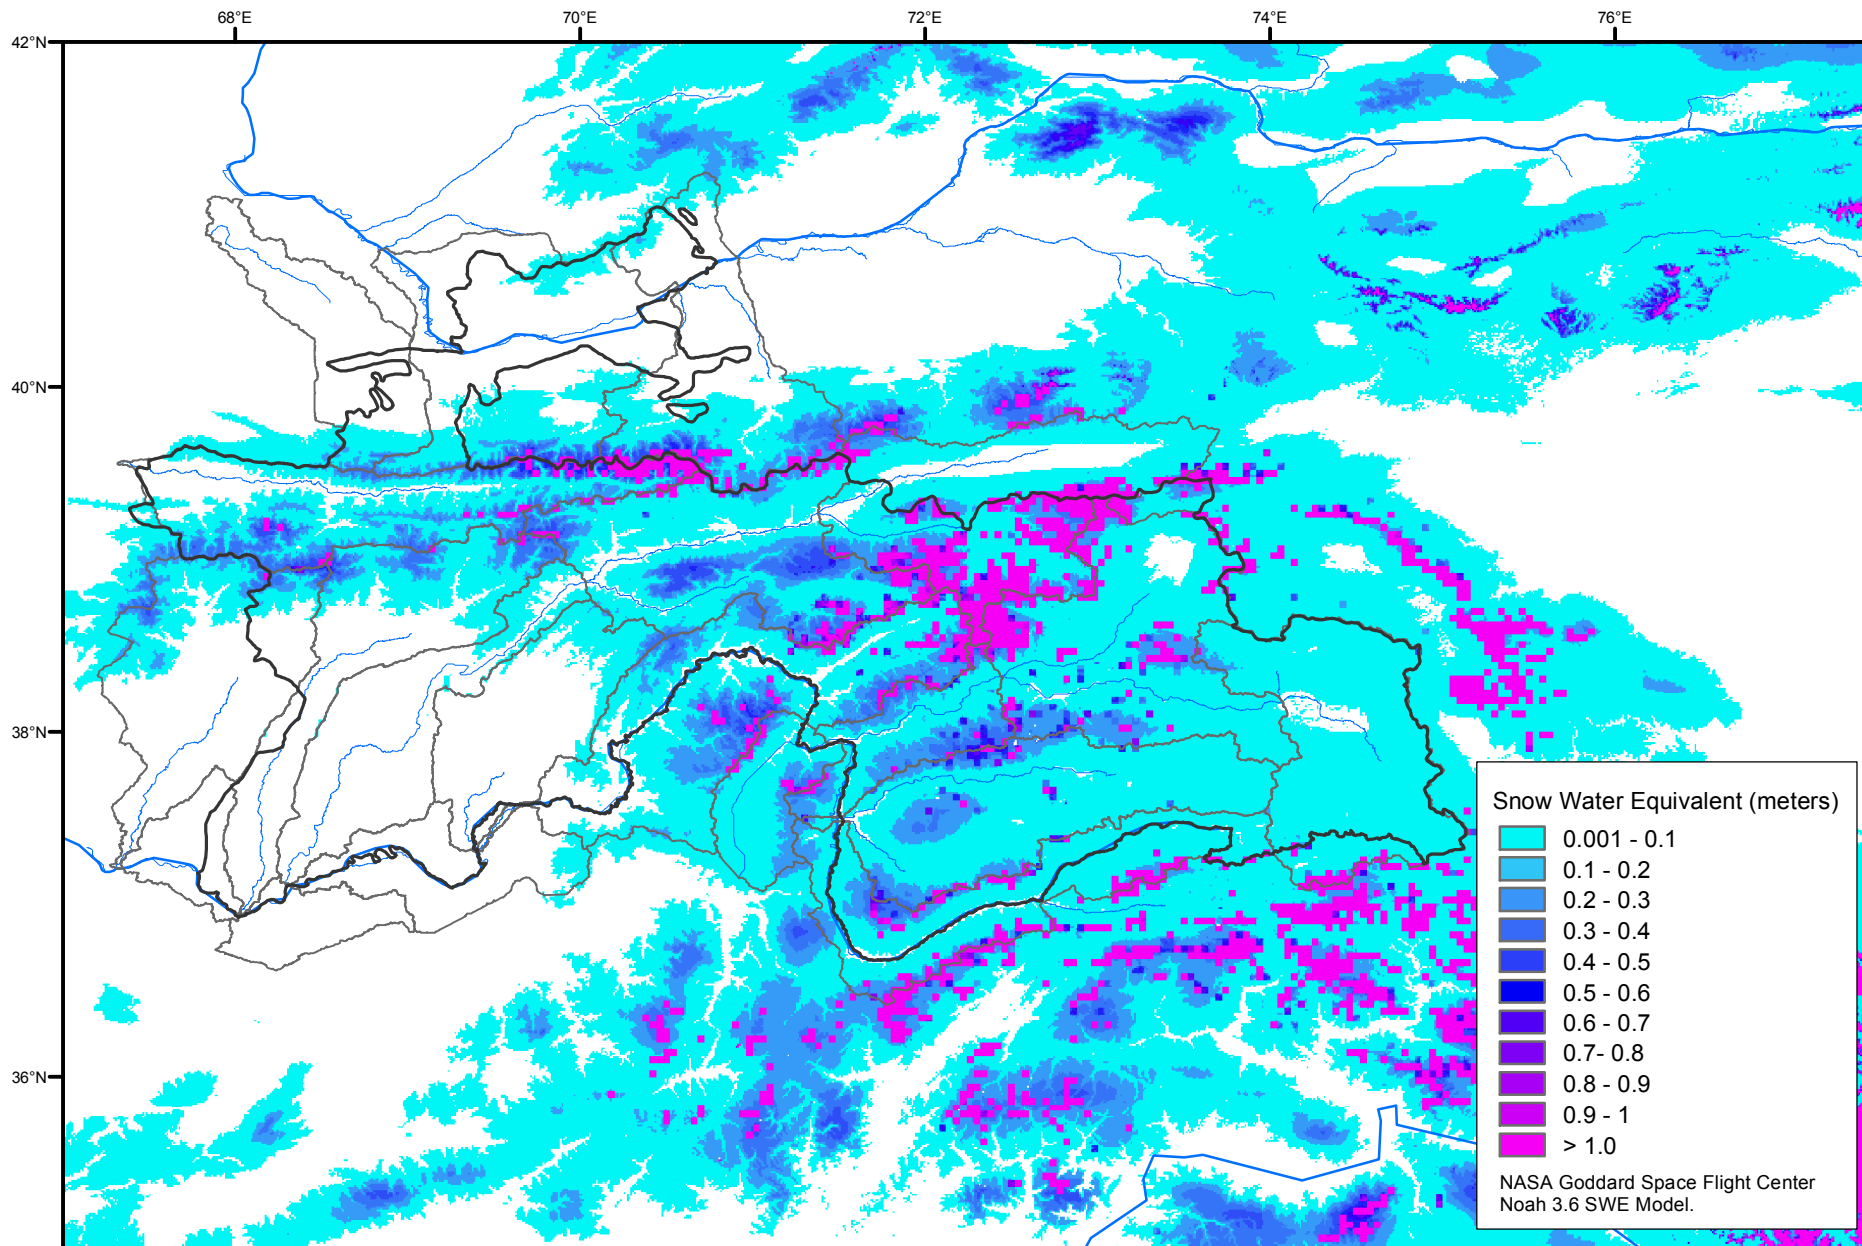 68°E 70°E 72°E 74°E 76°E
42°N
40°N
38°N
36°N
Snow Water Equivalent (meters)
0.001 - 0.1
0.1 - 0.2
0.2 - 0.3
0.3 - 0.4
0.4 - 0.5
0.5 - 0.6
0.6 - 0.7
0.7- 0.8
0.8 - 0.9
0.9 - 1
> 1.0
NASA Goddard Space Flight Center
Noah 3.6 SWE Model.